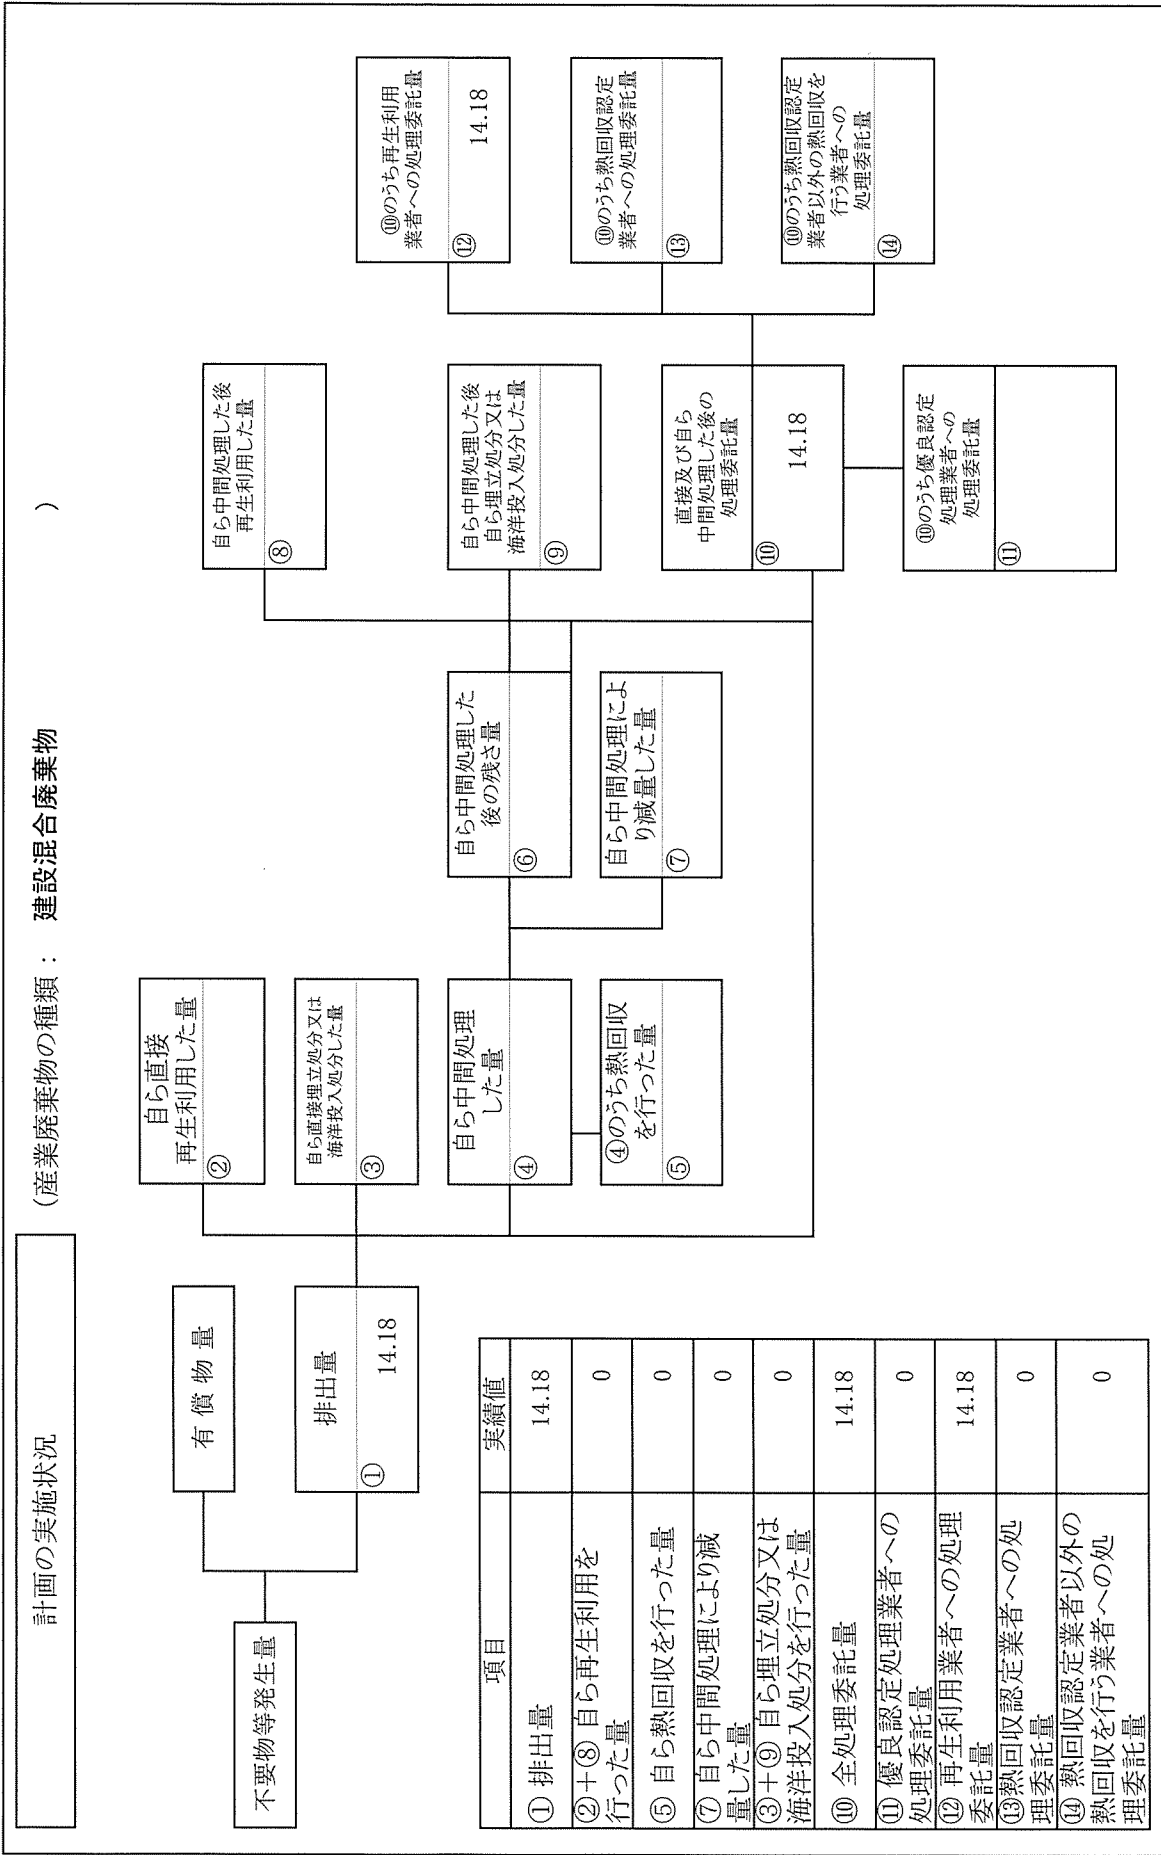 計画の実施状況
(産業廃棄物の種類： 建設混合廃棄物 )
不要物等発生量
有償物量
排出量
① 14.18
自ら直接
再生利用した量
②
自ら直接埋立処分又は
海洋投入処分した量
③
自ら中間処理
した量
④
④のうち熱回収
を行った量
⑤
自ら中間処理した
後の残さ量
⑥
自ら中間処理によ
り減量した量
⑦
自ら中間処理した後
再生利用した量
⑧
自ら中間処理した後
自ら埋立処分又は
海洋投入処分した量
⑨
直接及び自ら
中間処理した後の
処理委託量
⑩ 14.18
⑩のうち優良認定
処理業者への
処理委託量
⑪
⑩のうち再生利用
業者への処理委託量
⑫ 14.18
⑩のうち熱回収認定
業者への処理委託量
⑬
⑩のうち熱回収認定
業者以外の熱回収を
行う業者への
処理委託量
⑭
項目 実績値
① 排出量 14.18
②＋⑧ 自ら再生利用を
行った量 0
⑤ 自ら熱回収を行った量 0
⑦ 自ら中間処理により減
量した量 0
③＋⑨ 自ら埋立処分又は
海洋投入処分を行った量 0
⑩ 全処理委託量 14.18
⑪ 優良認定処理業者への
処理委託量 0
⑫ 再生利用業者への処理
委託量 14.18
⑬熱回収認定業者への処
理委託量 0
⑭ 熱回収認定業者以外の
熱回収を行う業者への処
理委託量 0